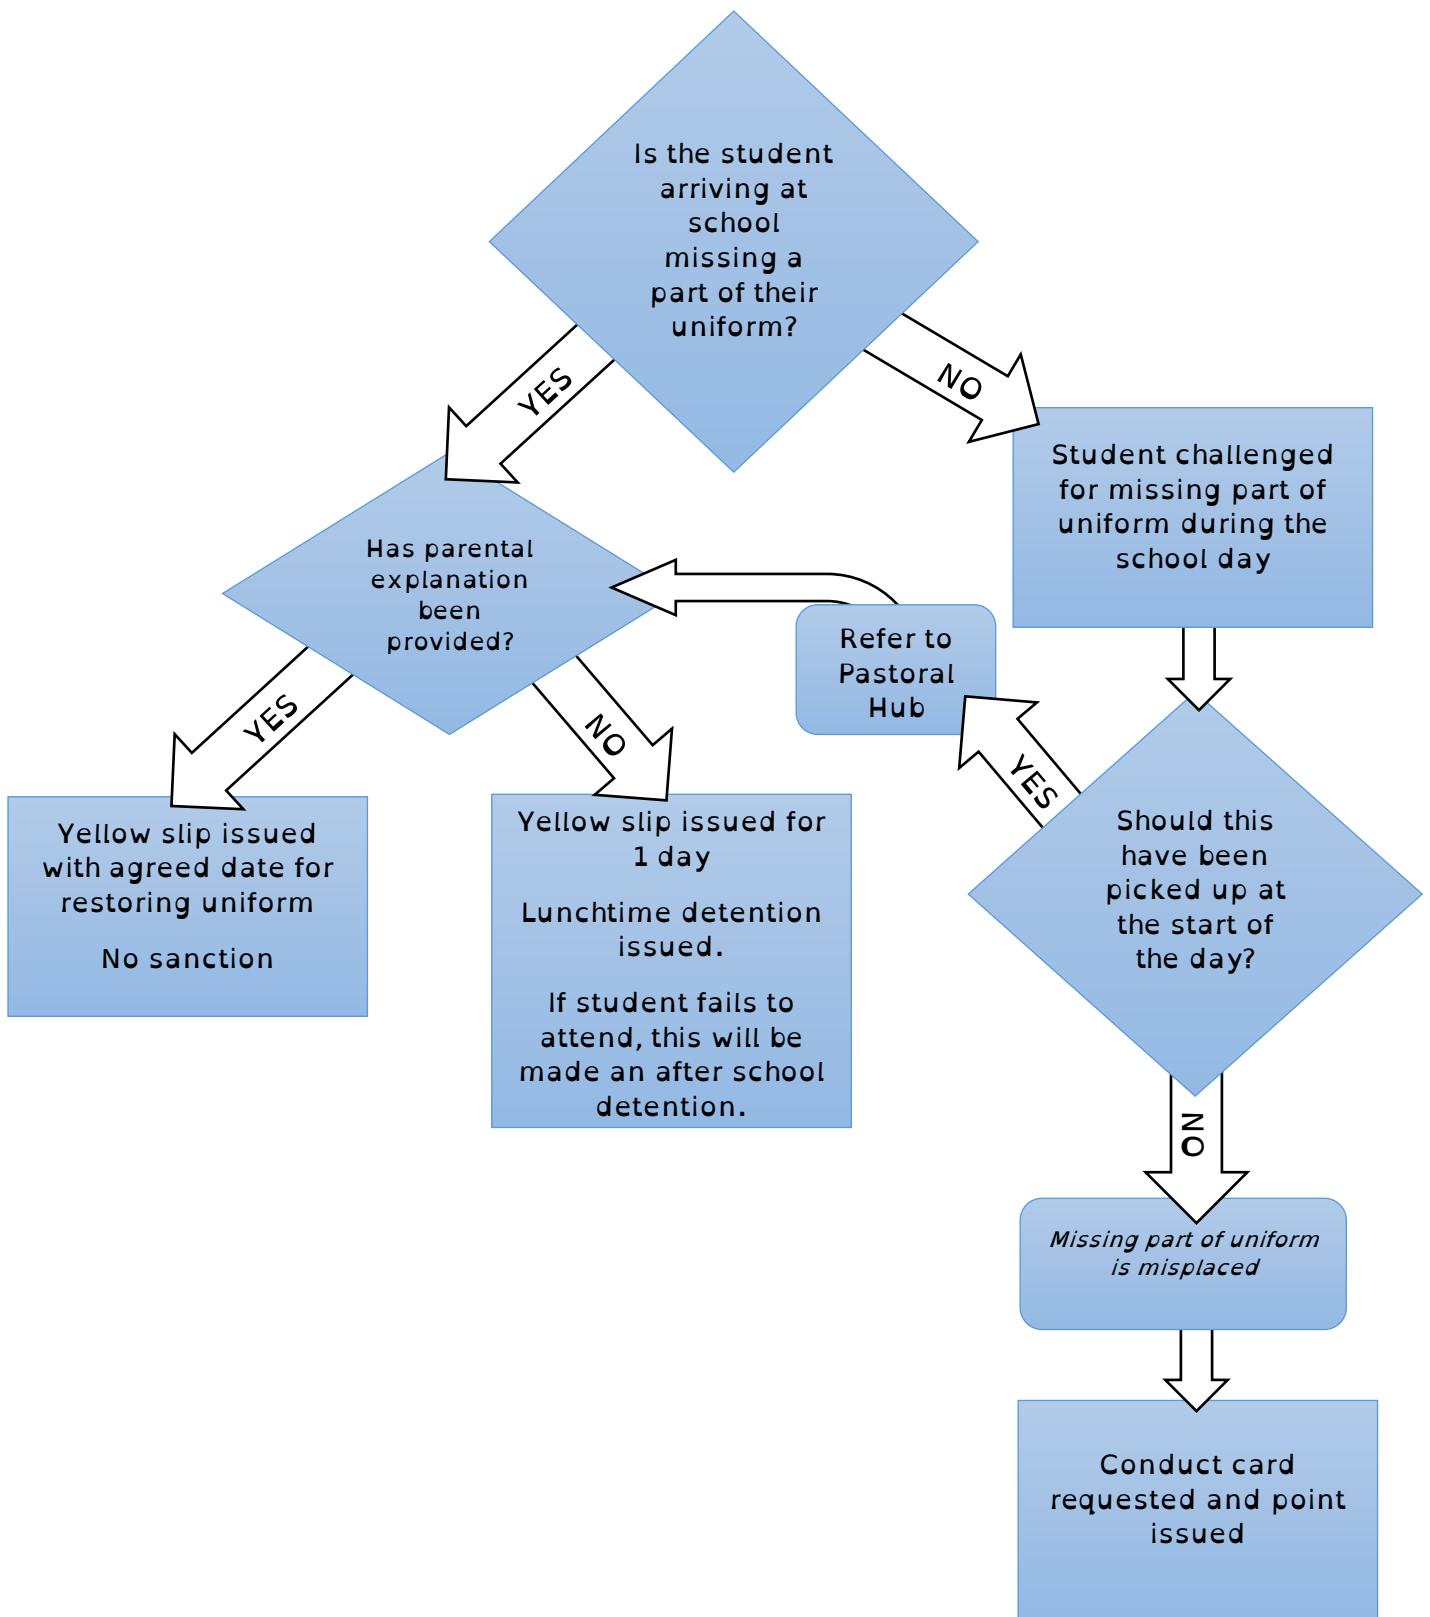 Is the student
arriving at
school
missing a
part of their
uniform?
YES
NO
Student challenged
for missing part of
uniform during the
school day
Has parental
explanation
been
provided?
Refer to
Pastoral
Hub
YES
NO
YES
Should this
have been
picked up at
the start of
the day?
Yellow slip issued
with agreed date for
restoring uniform
No sanction
Yellow slip issued for
1 day
Lunchtime detention
issued.
If student fails to
attend, this will be
made an after school
detention.
NO
Missing part of uniform
is misplaced
Conduct card
requested and point
issued